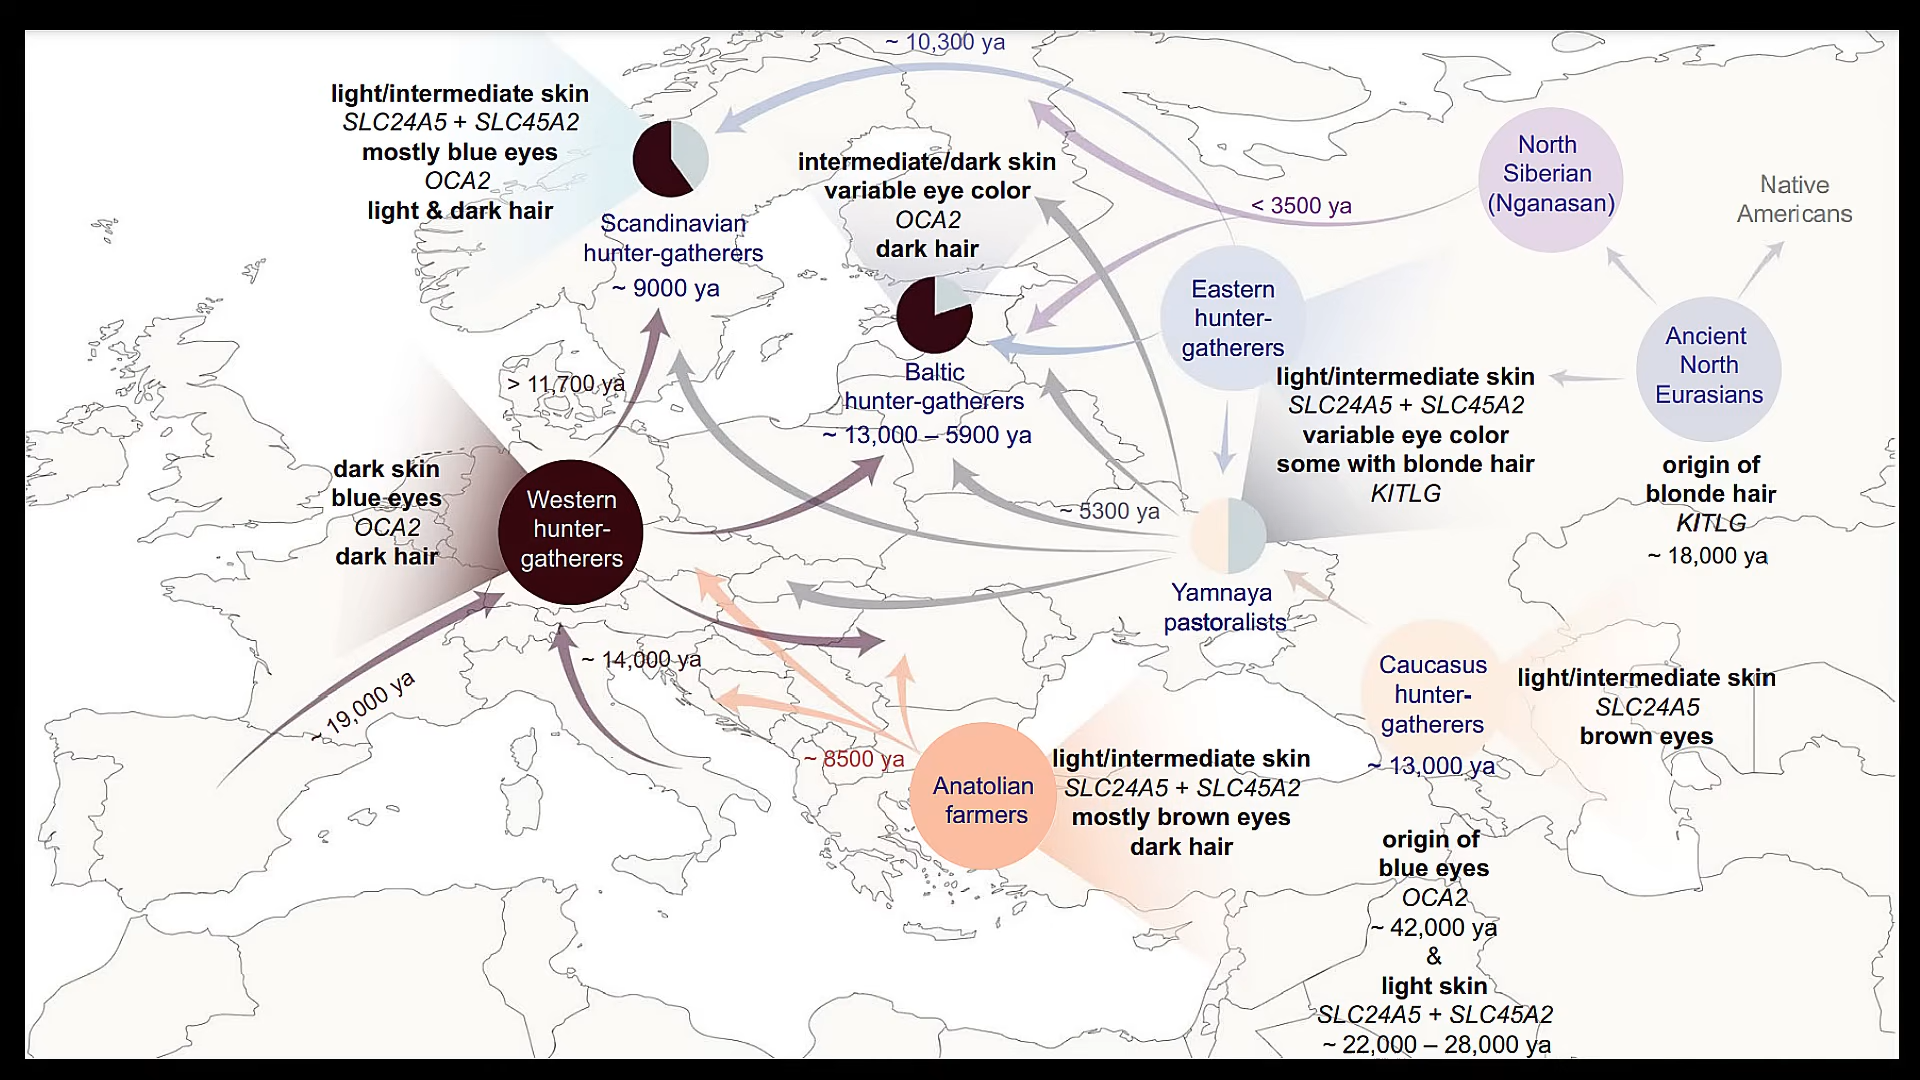 ~ 10,300 ya
light/intermediate skin
SLC24A5 + SLC45A2
mostly blue eyes
OCA2
light & dark hair
Scandinavian
hunter-gatherers
~ 9000 ya
intermediate/dark skin
variable eye color
OCA2
dark hair
Baltic
hunter-gatherers
~ 13,000 – 5900 ya
< 3500 ya
North
Siberian
(Nganasan)
Native
Americans
Eastern
hunter-
gatherers
light/intermediate skin
SLC24A5 + SLC45A2
variable eye color
some with blonde hair
KITLG
Ancient
North
Eurasians
origin of
blonde hair
KITLG
~ 18,000 ya
> 11,700 ya
dark skin
blue eyes
OCA2
dark hair
Western
hunter-
gatherers
~ 5300 ya
Yamnaya
pastoralists
~ 19,000 ya
~ 14,000 ya
~ 8500 ya
Anatolian
farmers
light/intermediate skin
SLC24A5 + SLC45A2
mostly brown eyes
dark hair
Caucasus
hunter-
gatherers
~ 13,000 ya
light/intermediate skin
SLC24A5
brown eyes
origin of
blue eyes
OCA2
~ 42,000 ya
&
light skin
SLC24A5 + SLC45A2
~ 22,000 – 28,000 ya